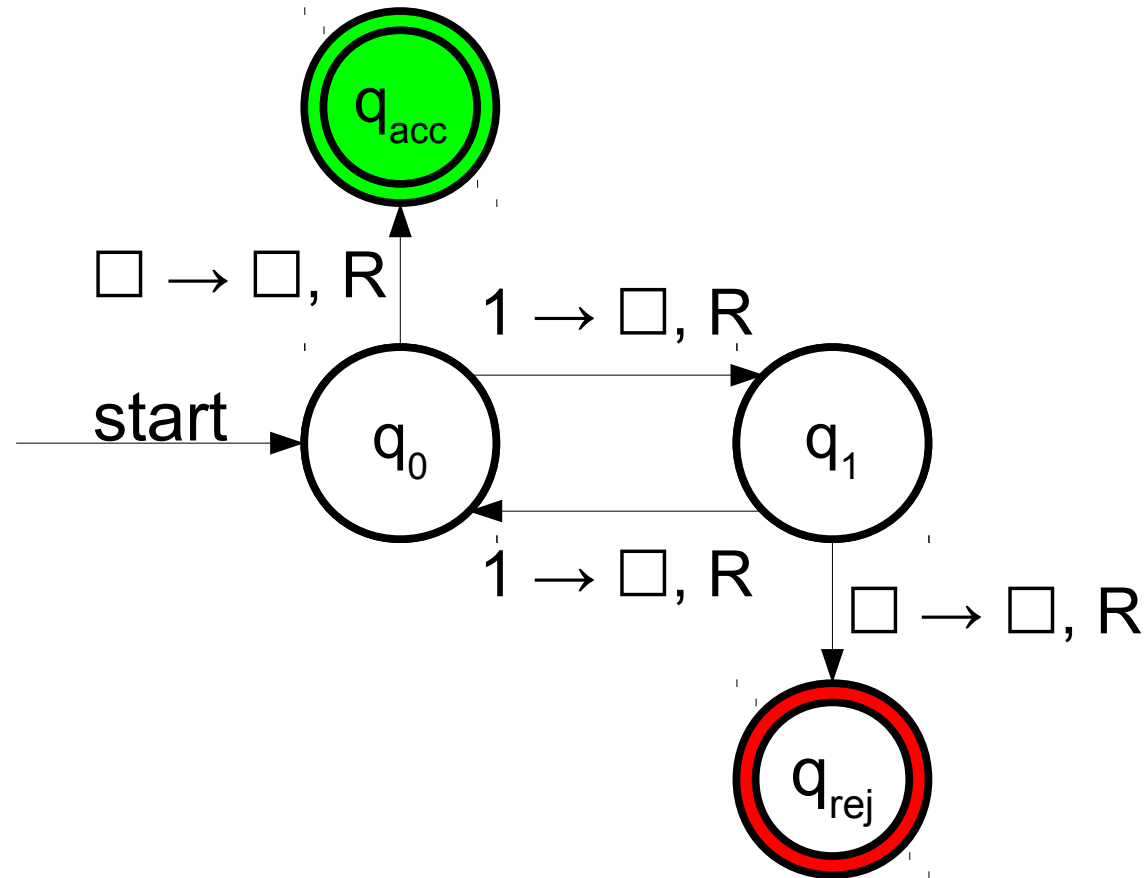 q_acc
□ → □, R
1 → □, R
start
q_0
q_1
1 → □, R
□ → □, R
q_rej